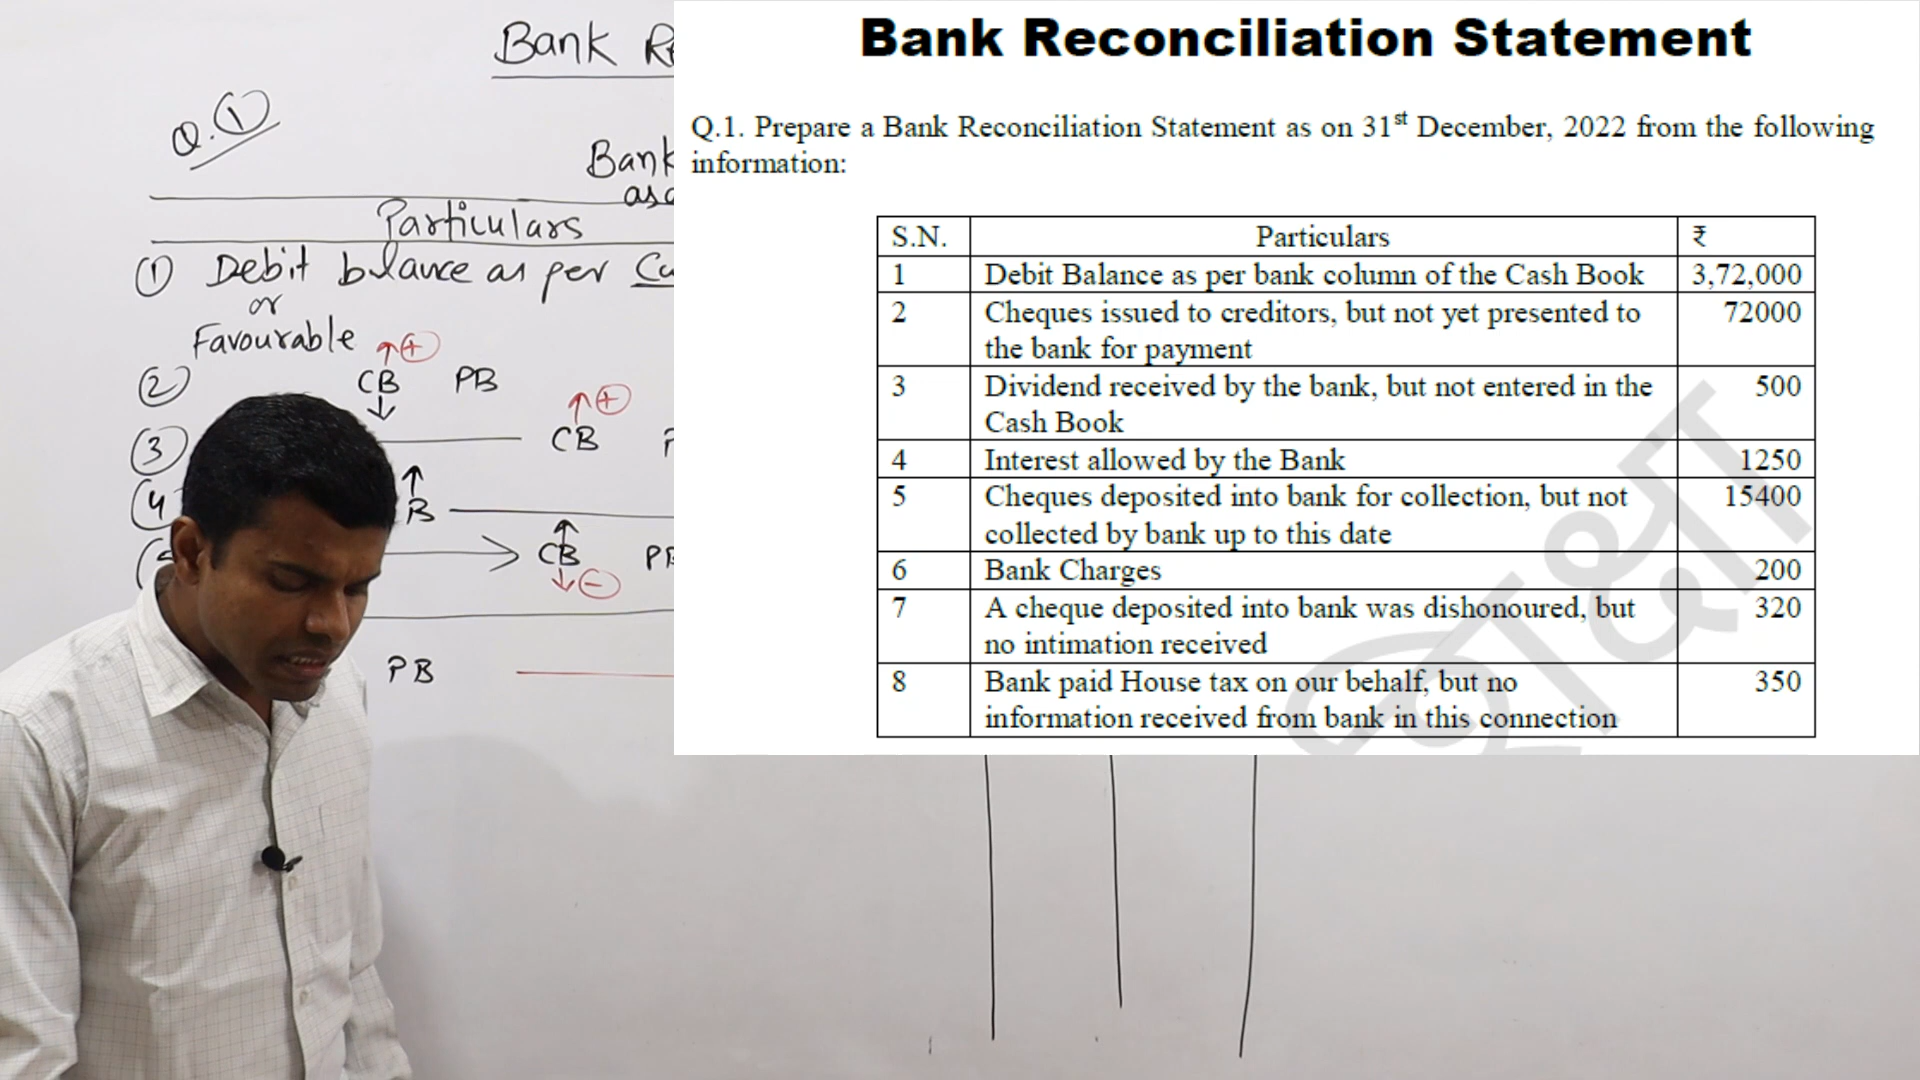 Bank
Q. 1
Bank
Particulars
① Debit balance as per
or
Favourable
② CB PB
③ CB
④ B
CB
PB
Bank Reconciliation Statement
Q.1. Prepare a Bank Reconciliation Statement as on 31st December, 2022 from the following
information:
S.N. Particulars ₹
1 Debit Balance as per bank column of the Cash Book 3,72,000
2 Cheques issued to creditors, but not yet presented to 72000
the bank for payment
3 Dividend received by the bank, but not entered in the 500
Cash Book
4 Interest allowed by the Bank 1250
5 Cheques deposited into bank for collection, but not 15400
collected by bank up to this date
6 Bank Charges 200
7 A cheque deposited into bank was dishonoured, but 320
no intimation received
8 Bank paid House tax on our behalf, but no 350
information received from bank in this connection